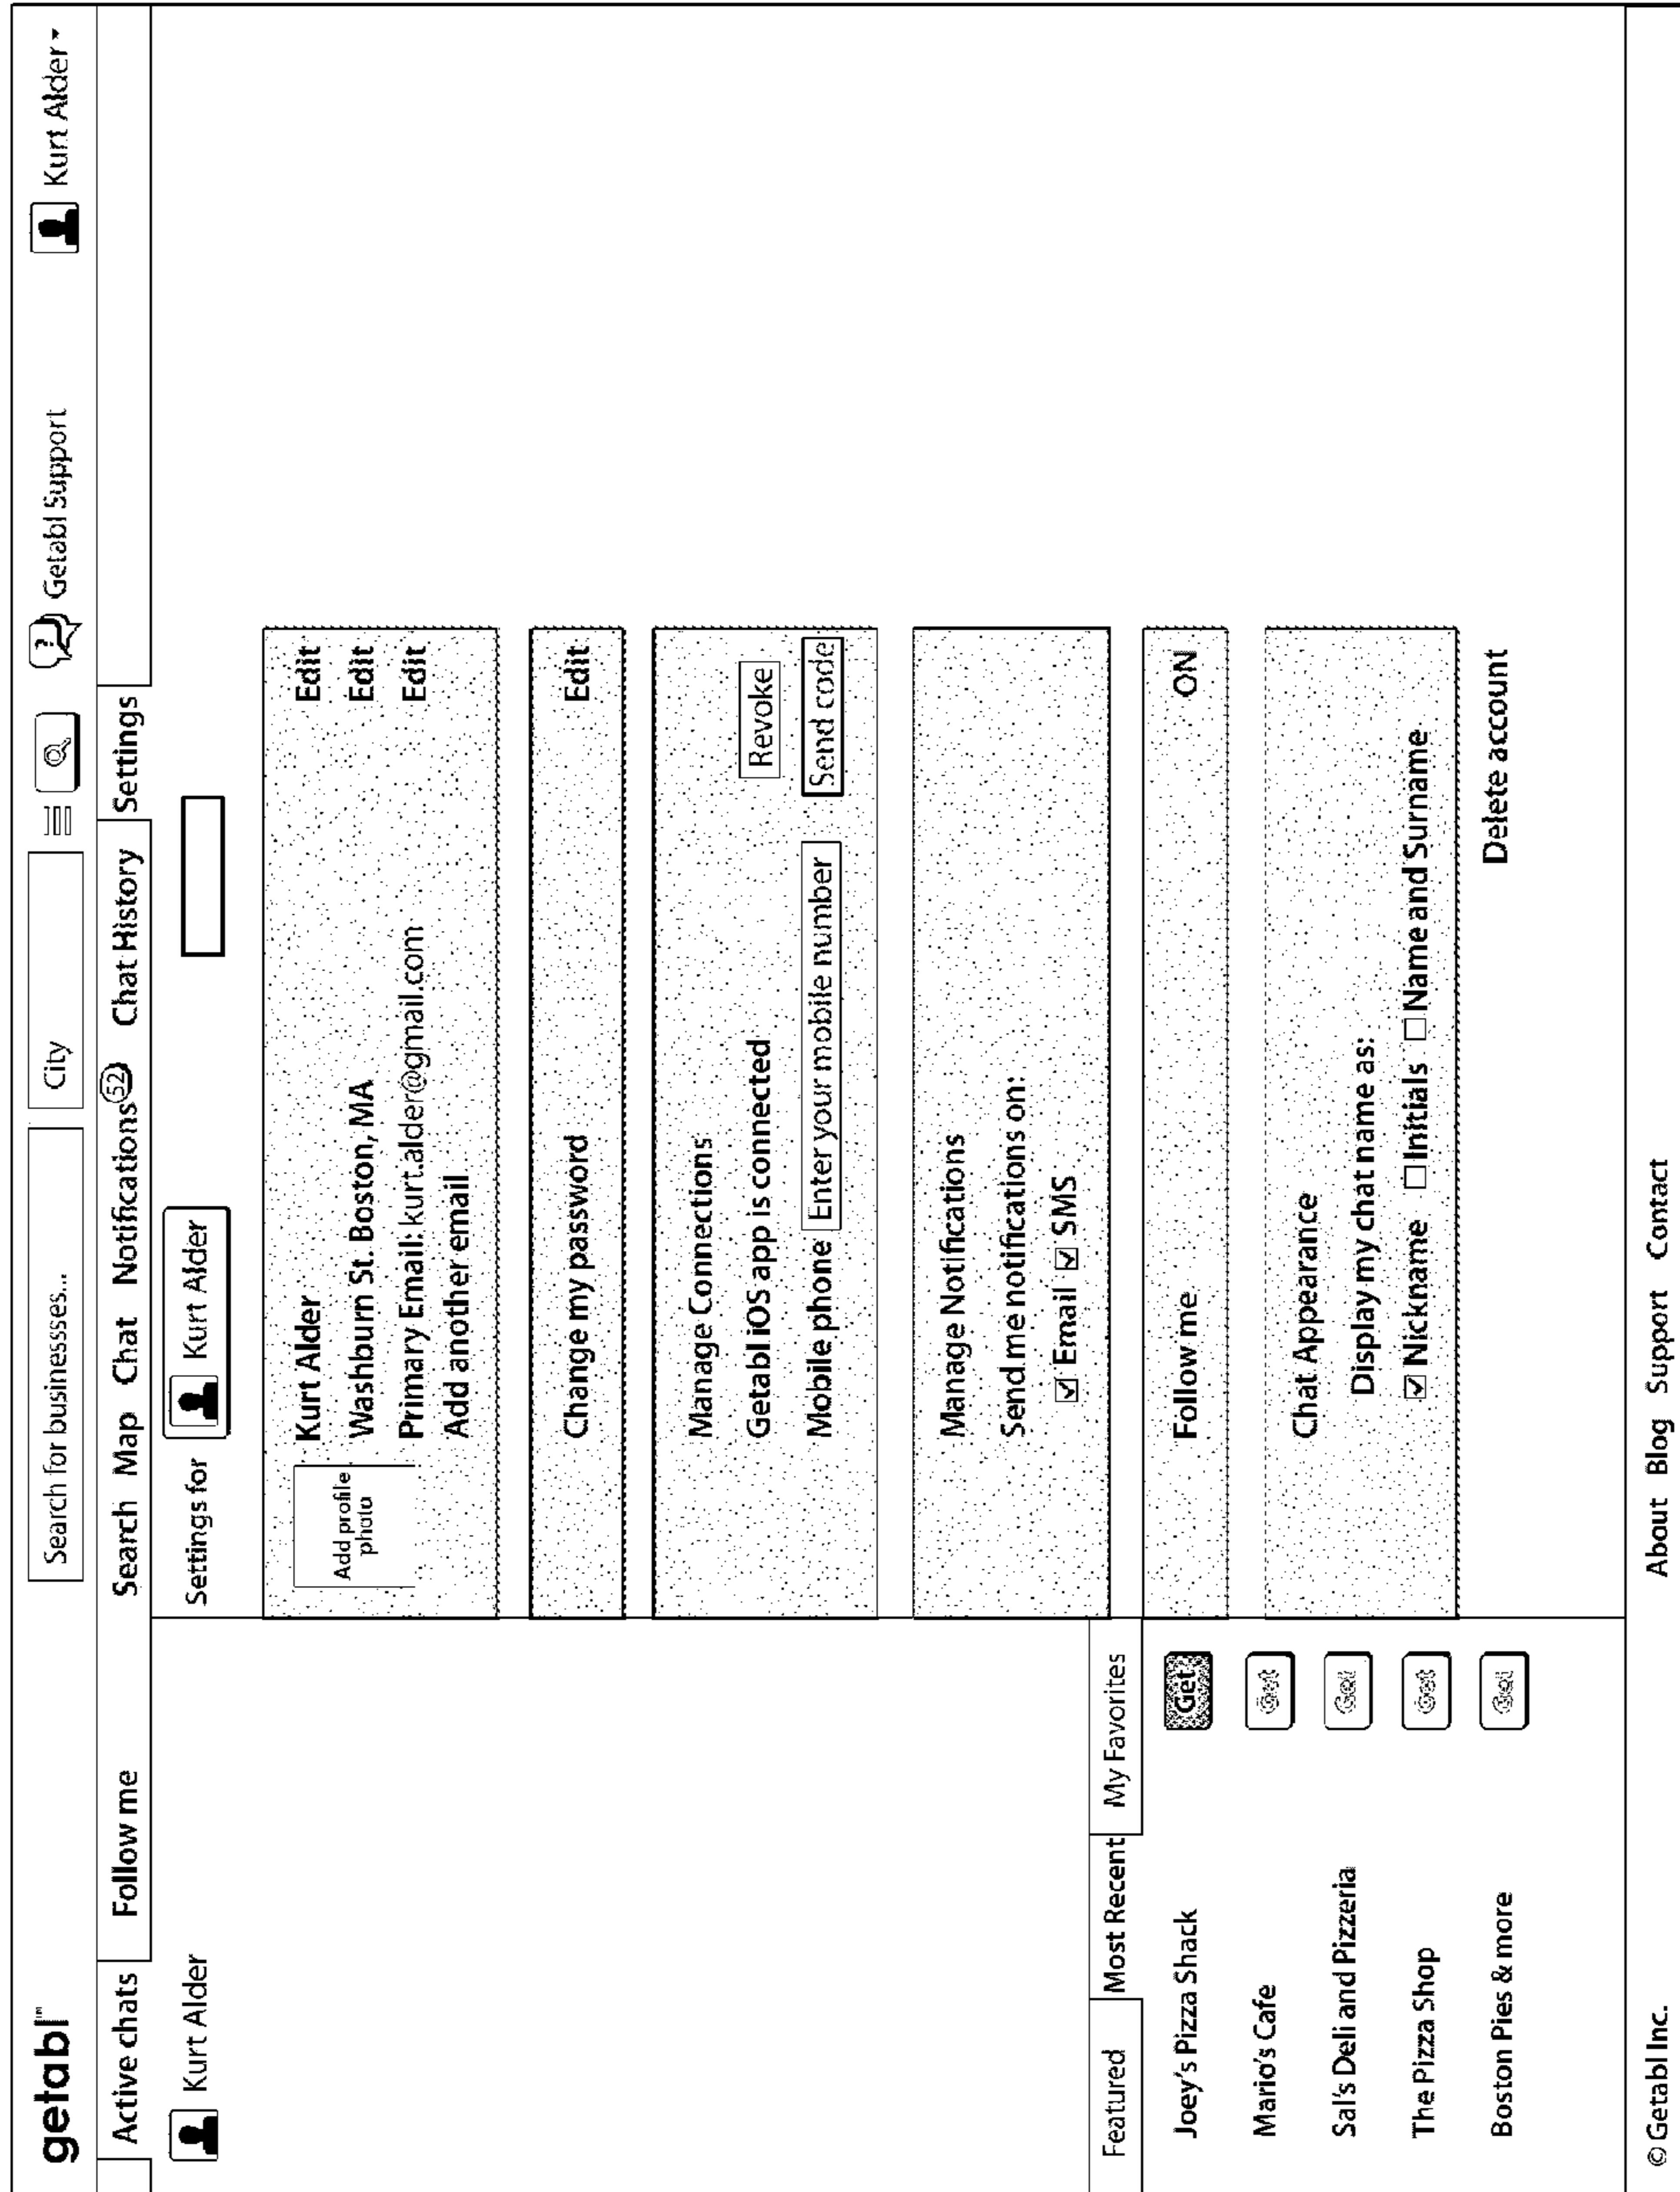 getabl™ Search for businessses... City Getabl Support Kurt Alder
Active chats Follow me Search Map Chat Notifications 52 Chat History Settings
Kurt Alder
Settings for Kurt Alder
Add profile
photo
Kurt Alder Edit
Washburn St. Boston, MA Edit
Primary Email: kurt.alder@gmail.com Edit
Add another email
Change my password Edit
Manage Connections
Getabl iOS app is connected Revoke
Mobile phone Enter your mobile number Send code
Manage Notifications
Send me notifications on:
Email SMS
Follow me ON
Chat Appearance
Display my chat name as:
Nickname Initials Name and Surname
Delete account
Featured Most Recent My Favorites
Joey's Pizza Shack Get
Mario's Cafe Get
Sal's Deli and Pizzeria Get
The Pizza Shop Get
Boston Pies & more Get
© Getabl Inc. About Blog Support Contact